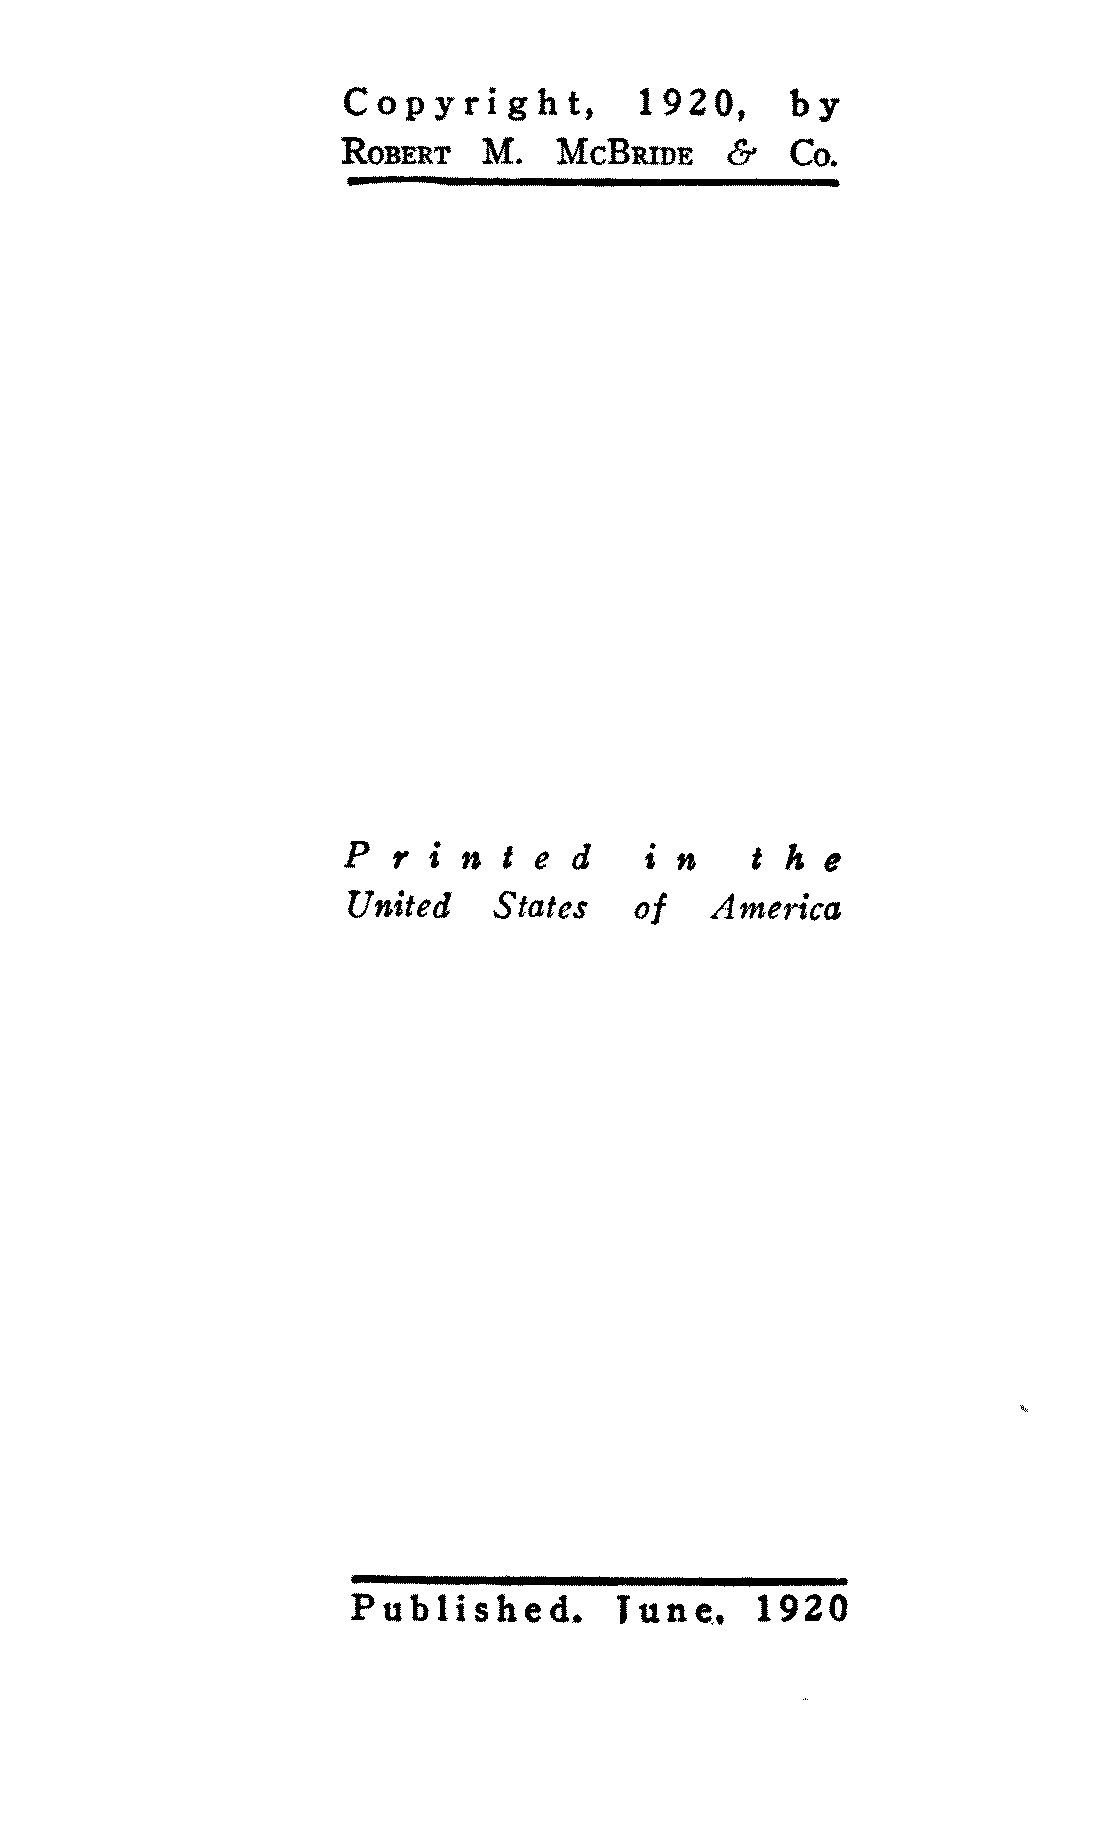 Copyright, 1920, by
ROBERT M. MCBRIDE & CO.
Printed in the
United States of America
Published, June, 1920